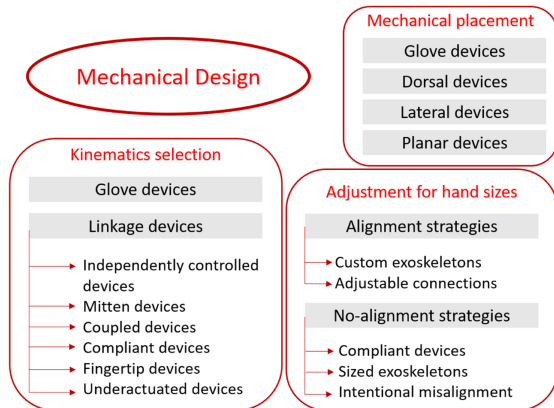 Mechanical Design
Mechanical placement
Glove devices
Dorsal devices
Lateral devices
Planar devices
Kinematics selection
Glove devices
Linkage devices
Independently controlled
devices
Mitten devices
Coupled devices
Compliant devices
Fingertip devices
Underactuated devices
Adjustment for hand sizes
Alignment strategies
Custom exoskeletons
Adjustable connections
No-alignment strategies
Compliant devices
Sized exoskeletons
Intentional misalignment